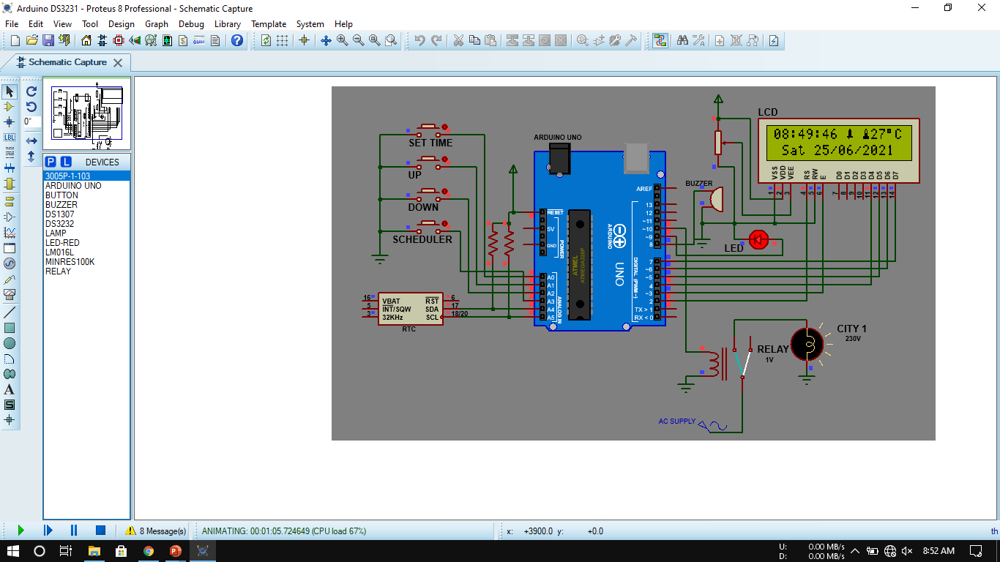 Arduino DS3231 - Proteus 8 Professional - Schematic Capture
File Edit View Tool Design Graph Debug Library Template System Help
Schematic Capture
0°
P L DEVICES
3005P-1-103
ARDUINO UNO
BUTTON
BUZZER
DS1307
DS3232
LAMP
LED-RED
LM016L
MINRES100K
RELAY
LBL
A
S
SET TIME
UP
DOWN
SCHEDULER
16 VBAT RST 6
5 INT/SQW SDA 17
3 32KHz SCL 18/20
RTC
ARDUINO UNO
RESET
5V
GND
POWER
A0
A1
A2
A3
A4
A5
ANALOG IN
ATMEL
ATMEGA328P
ARDUINO
UNO
AREF
13
12
~11
~10
~9
8
7
~6
~5
4
~3
2
TX > 1
RX < 0
DIGITAL (PWM ~)
BUZZER
LED
LCD
08:49:46 27°C
Sat 25/06/2021
VSS VDD VEE RS RW E D0 D1 D2 D3 D4 D5 D6 D7
1 2 3 4 5 6 7 8 9 10 11 12 13 14
RELAY
1V
CITY 1
230V
AC SUPPLY
8 Message(s) ANIMATING: 00:01:05.724649 (CPU load 67%) x: +3900.0 y: +0.0 th
U: 0.00 MB/s
D: 0.00 MB/s
8:52 AM